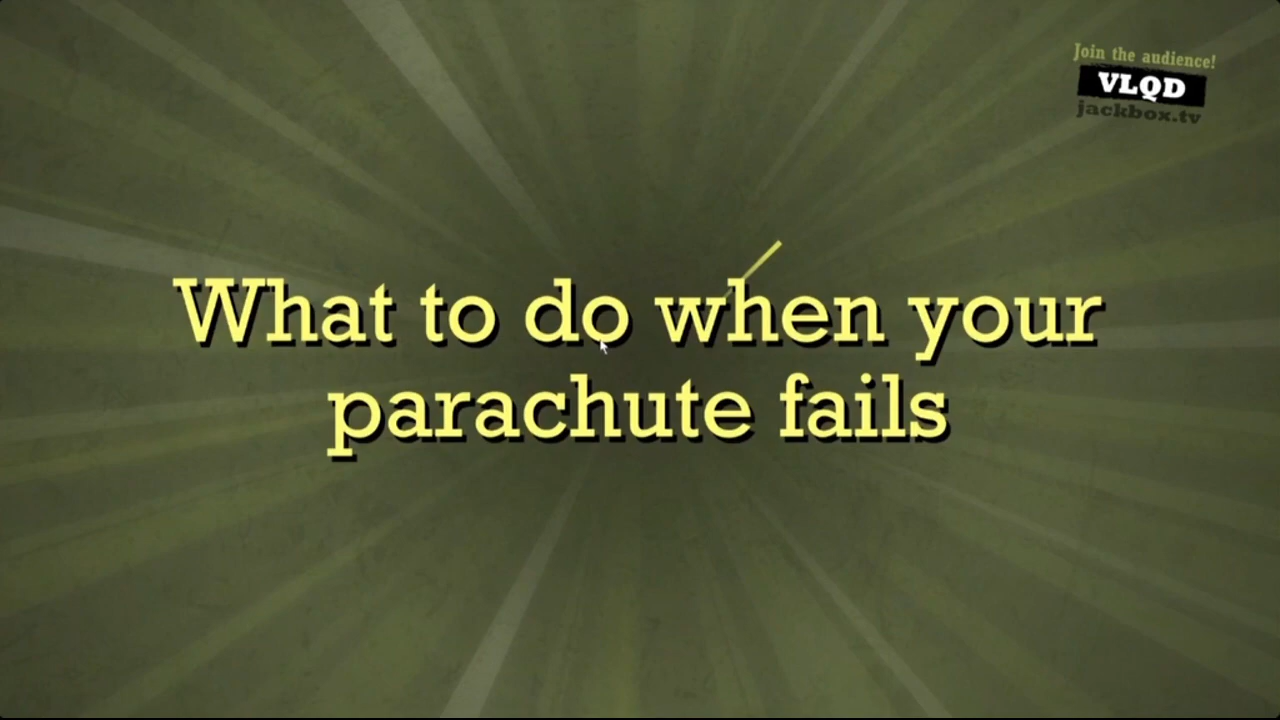 Join the audience!
VLQD
jackbox.tv
What to do when your
parachute fails